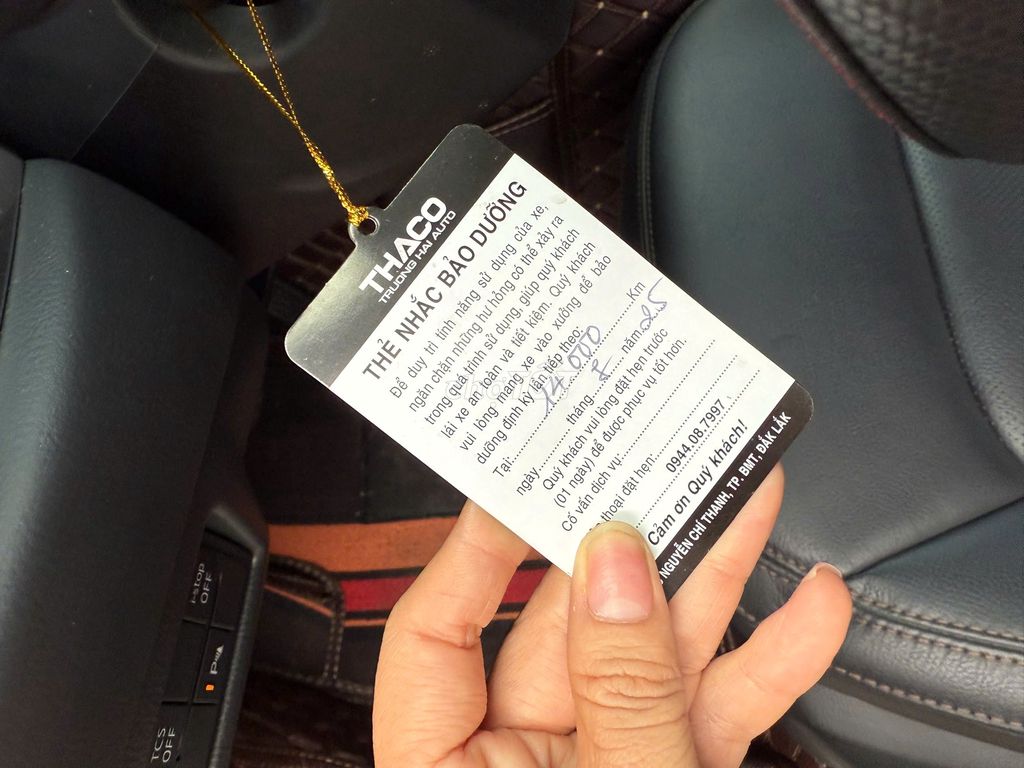 THACO
TRUONG HAI AUTO
THẺ NHẮC BẢO DƯỠNG
Để duy trì tính năng sử dụng của xe,
ngăn chặn những hư hỏng có thể xảy ra
trong quá trình sử dụng, giúp quý khách
lái xe an toàn và tiết kiệm, Quý khách
vui lòng mang xe vào xưởng để bảo
dưỡng định kỳ lần tiếp theo:
Tại:.......14.000.......Km
ngày.......tháng...5...năm.25
Quý khách vui lòng đặt hẹn trước
(01 ngày) để được phục vụ tốt hơn.
Cố vấn dịch vụ:
thoại đặt hẹn: 0944.08.7997
Cảm ơn Quý khách!
NGUYỄN CHÍ THANH, TP. BMT, ĐẮK LẮK
i-stop
OFF
P
TCS
OFF